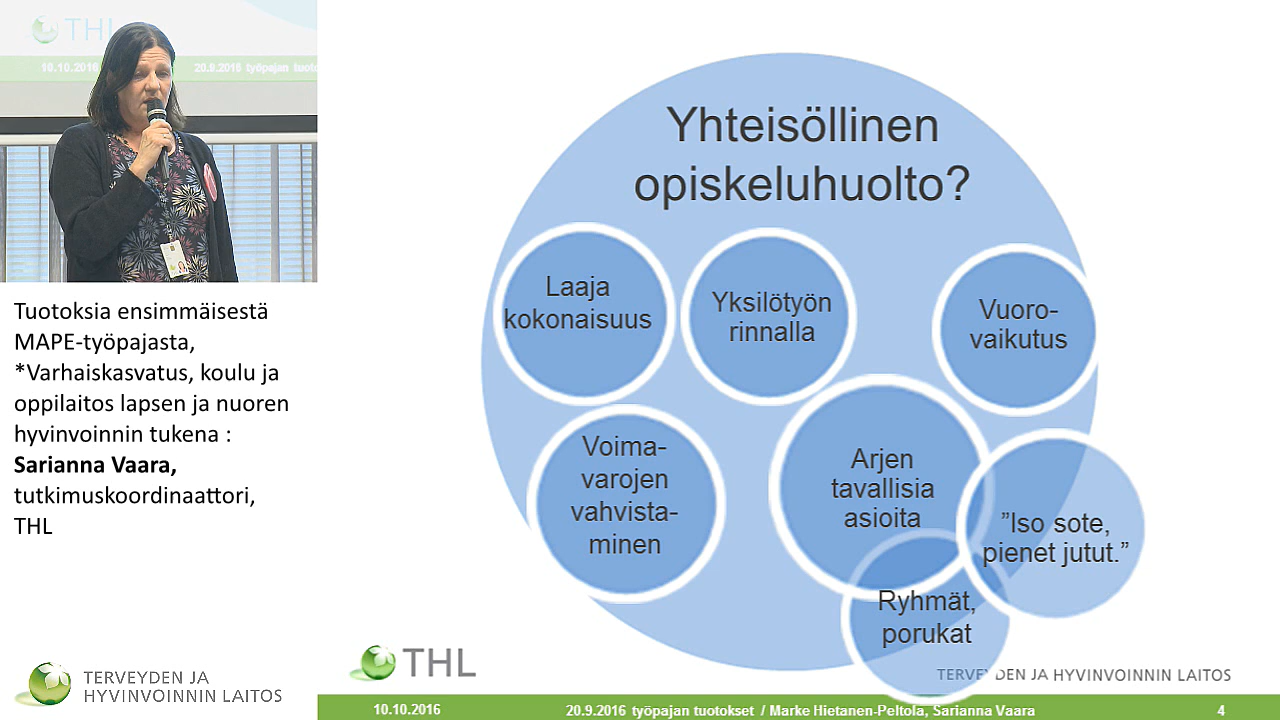 THL
10.10.2016
20.9.2016 työpajan tuoto
Tuotoksia ensimmäisestä
MAPE-työpajasta,
*Varhaiskasvatus, koulu ja
oppilaitos lapsen ja nuoren
hyvinvoinnin tukena :
Sarianna Vaara,
tutkimuskoordinaattori,
THL
TERVEYDEN JA
HYVINVOINNIN LAITOS
Yhteisöllinen
opiskeluhuolto?
Laaja
kokonaisuus
Yksilötyön
rinnalla
Vuoro-
vaikutus
Voima-
varojen
vahvista-
minen
Arjen
tavallisia
asioita
”Iso sote,
pienet jutut.”
Ryhmät,
porukat
THL
TERVEYDEN JA HYVINVOINNIN LAITOS
10.10.2016
20.9.2016 työpajan tuotokset / Marke Hietanen-Peltola, Sarianna Vaara
4